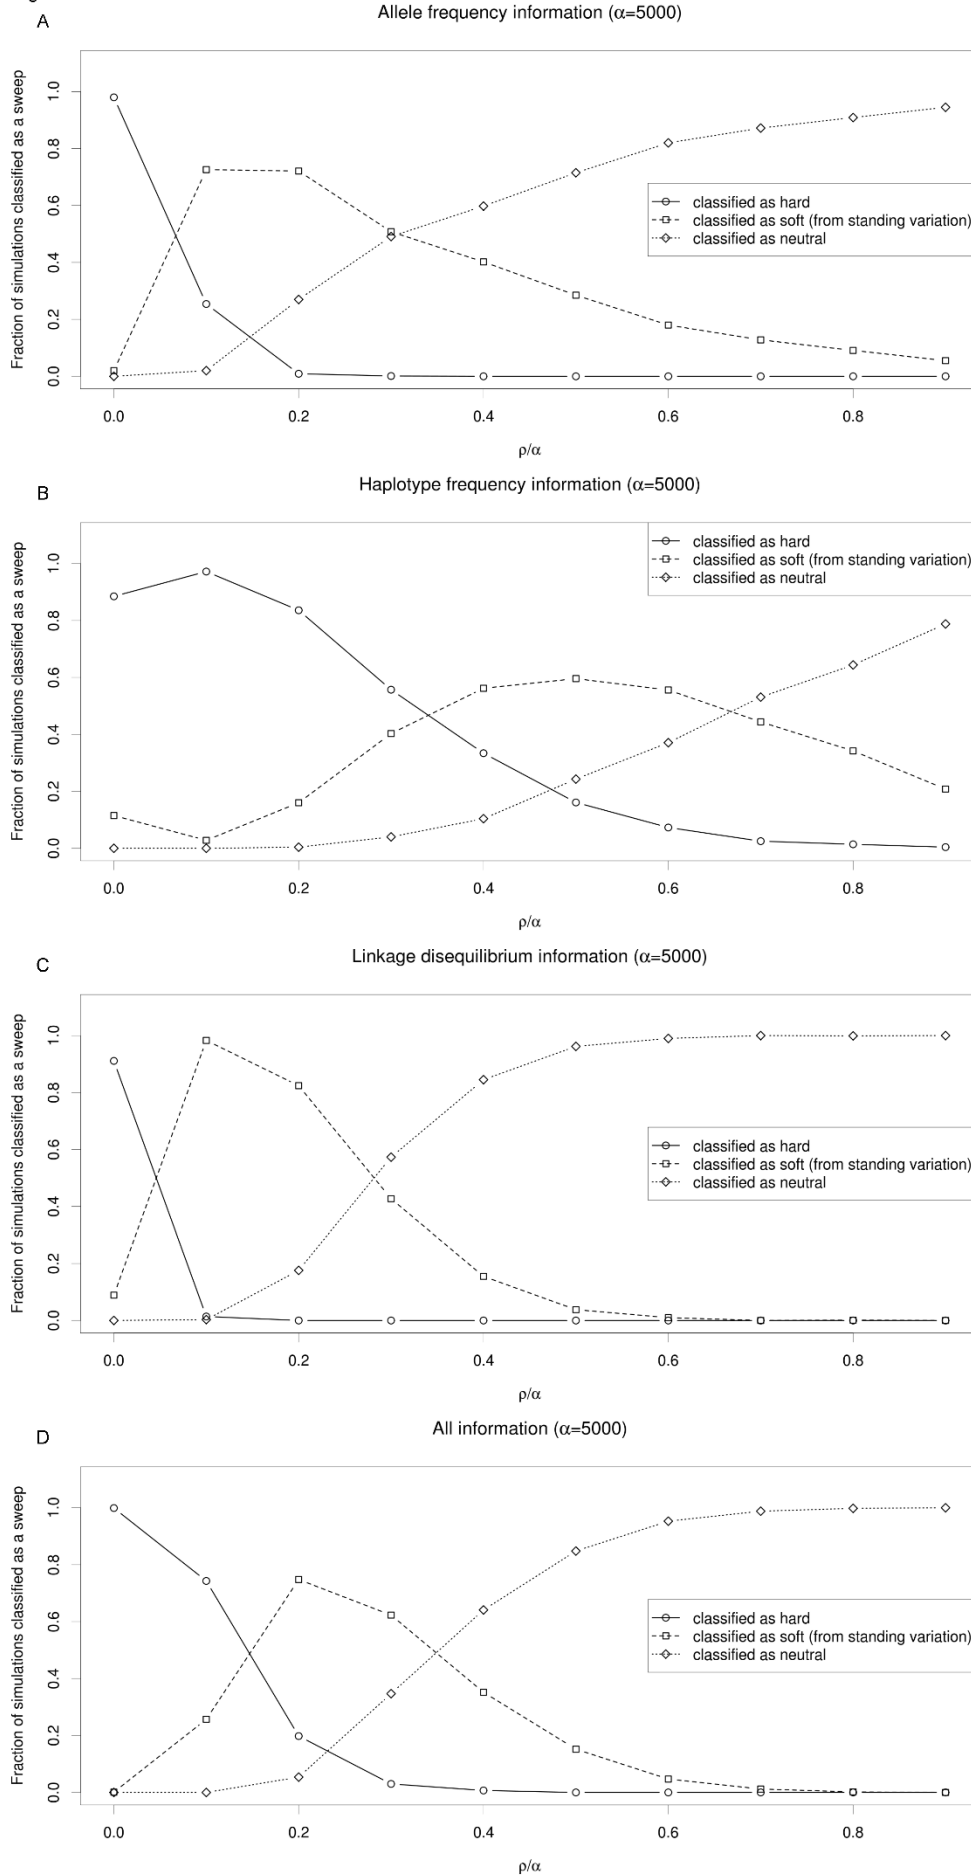 A
Allele frequency information (α=5000)
Fraction of simulations classified as a sweep
1.0
0.8
0.6
0.4
0.2
0.0
classified as hard
classified as soft (from standing variation)
classified as neutral
0.0 0.2 0.4 0.6 0.8
ρ/α
B
Haplotype frequency information (α=5000)
Fraction of simulations classified as a sweep
1.0
0.8
0.6
0.4
0.2
0.0
classified as hard
classified as soft (from standing variation)
classified as neutral
0.0 0.2 0.4 0.6 0.8
ρ/α
C
Linkage disequilibrium information (α=5000)
Fraction of simulations classified as a sweep
1.0
0.8
0.6
0.4
0.2
0.0
classified as hard
classified as soft (from standing variation)
classified as neutral
0.0 0.2 0.4 0.6 0.8
ρ/α
D
All information (α=5000)
Fraction of simulations classified as a sweep
1.0
0.8
0.6
0.4
0.2
0.0
classified as hard
classified as soft (from standing variation)
classified as neutral
0.0 0.2 0.4 0.6 0.8
ρ/α